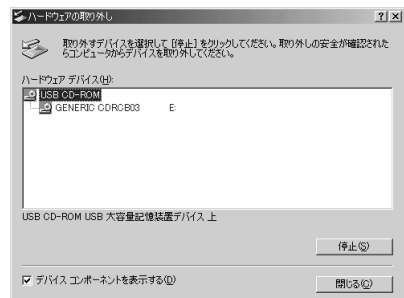 ハードウェアの取り外し
取り外すデバイスを選択して [停止] をクリックしてください。取り外しの安全が確認された
らコンピュータからデバイスを取り外してください。
ハードウェア デバイス(H):
USB CD-ROM
GENERIC CDRCB03 E:
USB CD-ROM USB 大容量記憶装置デバイス 上
停止(S)
デバイス コンポーネントを表示する(D)
閉じる(C)